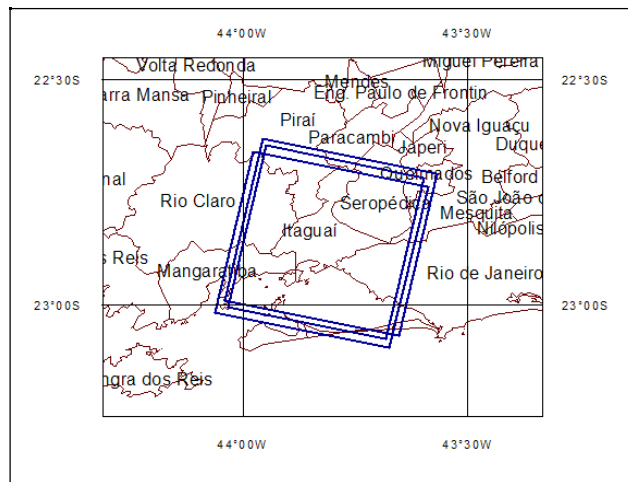 44°00W 43°30W
Miguel Pereira
Volta Redonda
22°30S 22°30S
Mendes
arra Mansa Pinheiral Eng. Paulo de Frontin
Piraí Nova Iguaçu
Paracambi Japeri Duque
nal Queimados Belford
Rio Claro Seropédica São João d
Mesquita
Itaguaí Nilópolis
s Reis
Mangaratiba Rio de Janeiro
23°00S 23°00S
ngra dos Reis
44°00W 43°30W